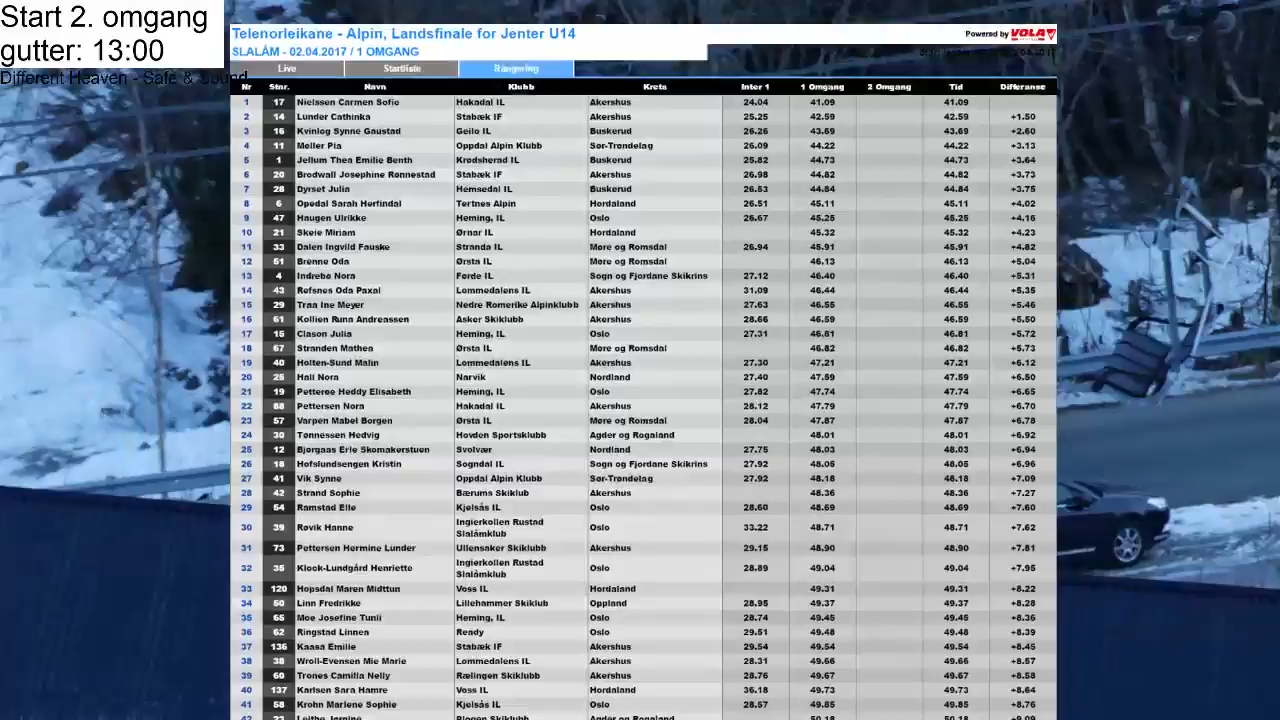 Start 2. omgang
gutter: 13:00
Different Heaven - Safe & Sound
Telenorleikane - Alpin, Landsfinale for Jenter U14
Powered by VOLA
SLALÅM - 02.04.2017 / 1 OMGANG
Live Startliste Rangering
Nr Stnr. Navn Klubb Krets Inter 1 1 Omgang 2 Omgang Tid Differanse
1 17 Nielssen Carmen Sofie Hakadal IL Akershus 24.04 41.09 41.09
2 14 Lunder Cathinka Stabæk IF Akershus 25.25 42.59 42.59 +1.50
3 16 Kvinlog Synne Gaustad Geilo IL Buskerud 26.26 43.69 43.69 +2.60
4 11 Møller Pia Oppdal Alpin Klubb Sør-Trøndelag 26.09 44.22 44.22 +3.13
5 1 Jellum Thea Emilie Benth Krødsherad IL Buskerud 25.82 44.73 44.73 +3.64
6 20 Brodwall Josephine Rønnestad Stabæk IF Akershus 26.98 44.82 44.82 +3.73
7 28 Dyrset Julia Hemsedal IL Buskerud 26.53 44.84 44.84 +3.75
8 6 Opedal Sarah Herfindal Tertnes Alpin Hordaland 26.51 45.11 45.11 +4.02
9 47 Haugen Ulrikke Heming, IL Oslo 26.67 45.25 45.25 +4.16
10 21 Skeie Miriam Ørnar IL Hordaland 45.32 45.32 +4.23
11 33 Dalen Ingvild Fauske Stranda IL Møre og Romsdal 26.94 45.91 45.91 +4.82
12 51 Brenne Oda Ørsta IL Møre og Romsdal 46.13 46.13 +5.04
13 4 Indrebø Nora Førde IL Sogn og Fjordane Skikrins 27.12 46.40 46.40 +5.31
14 43 Refsnes Oda Paxal Lommedalens IL Akershus 31.09 46.44 46.44 +5.35
15 29 Traa Ine Meyer Nedre Romerike Alpinklubb Akershus 27.63 46.55 46.55 +5.46
16 61 Kollien Runa Andreassen Asker Skiklubb Akershus 28.66 46.59 46.59 +5.50
17 15 Clason Julia Heming, IL Oslo 27.31 46.81 46.81 +5.72
18 67 Stranden Mathea Ørsta IL Møre og Romsdal 46.82 46.82 +5.73
19 40 Holten-Sund Malin Lommedalens IL Akershus 27.30 47.21 47.21 +6.12
20 25 Hall Nora Narvik Nordland 27.40 47.59 47.59 +6.50
21 19 Petterøe Heddy Elisabeth Heming, IL Oslo 27.82 47.74 47.74 +6.65
22 88 Pettersen Nora Hakadal IL Akershus 28.12 47.79 47.79 +6.70
23 57 Varpen Mabel Borgen Ørsta IL Møre og Romsdal 28.04 47.87 47.87 +6.78
24 30 Tønnessen Hedvig Hovden Sportsklubb Agder og Rogaland 48.01 48.01 +6.92
25 12 Bjørgaas Erle Skomakerstuen Svolvær Nordland 27.75 48.03 48.03 +6.94
26 18 Hofslundsengen Kristin Sogndal IL Sogn og Fjordane Skikrins 27.92 48.05 48.05 +6.96
27 41 Vik Synne Oppdal Alpin Klubb Sør-Trøndelag 27.92 48.18 48.18 +7.09
28 42 Strand Sophie Bærums Skiklub Akershus 48.36 48.36 +7.27
29 54 Ramstad Elle Kjelsås IL Oslo 28.60 48.69 48.69 +7.60
30 39 Røvik Hanne Ingierkollen Rustad Slalåmklub Oslo 33.22 48.71 48.71 +7.62
31 73 Pettersen Hermine Lunder Ullensaker Skiklubb Akershus 29.15 48.90 48.90 +7.81
32 35 Klock-Lundgård Henriette Ingierkollen Rustad Slalåmklub Oslo 28.89 49.04 49.04 +7.95
33 120 Hopsdal Maren Midttun Voss IL Hordaland 49.31 49.31 +8.22
34 50 Linn Fredrikke Lillehammer Skiklub Oppland 28.95 49.37 49.37 +8.28
35 65 Moe Josefine Tunli Heming, IL Oslo 28.74 49.45 49.45 +8.36
36 62 Ringstad Linnen Ready Oslo 29.51 49.48 49.48 +8.39
37 136 Kaasa Emilie Stabæk IF Akershus 29.54 49.54 49.54 +8.45
38 38 Wroll-Evensen Mie Marie Lommedalens IL Akershus 28.31 49.66 49.66 +8.57
39 60 Trones Camilla Nelly Rælingen Skiklubb Akershus 28.76 49.67 49.67 +8.58
40 137 Karlsen Sara Hamre Voss IL Hordaland 36.18 49.73 49.73 +8.64
41 58 Krohn Marlene Sophie Kjelsås IL Oslo 28.57 49.85 49.85 +8.76